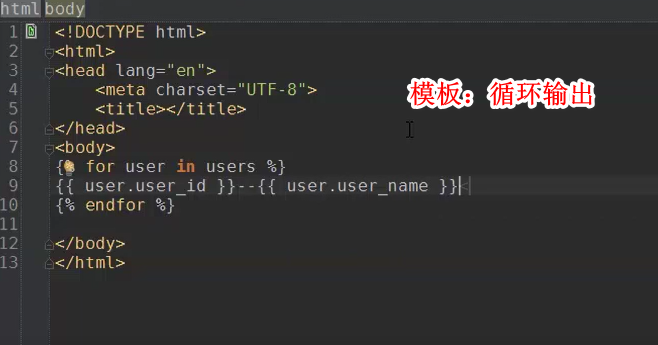 html body
1 <!DOCTYPE html>
2 <html>
3 <head lang="en">
4 <meta charset="UTF-8">
模板：循环输出
5 <title></title>
6 </head>
7 <body>
8 { for user in users %}
9 {{ user.user_id }}--{{ user.user_name }}<
10 {% endfor %}
11
12 </body>
13 </html>